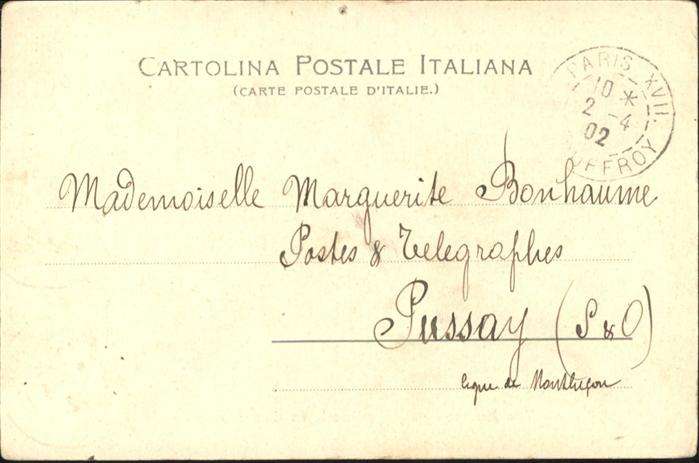 CARTOLINA POSTALE ITALIANA
(CARTE POSTALE D'ITALIE.)
PARIS XVII.
10 *
2 -4
02
JOUFFROY
Mademoiselle Marguerite Bonhaume
Postes & Telegraphes
Pussay (S & O)
ligne de Montluçon